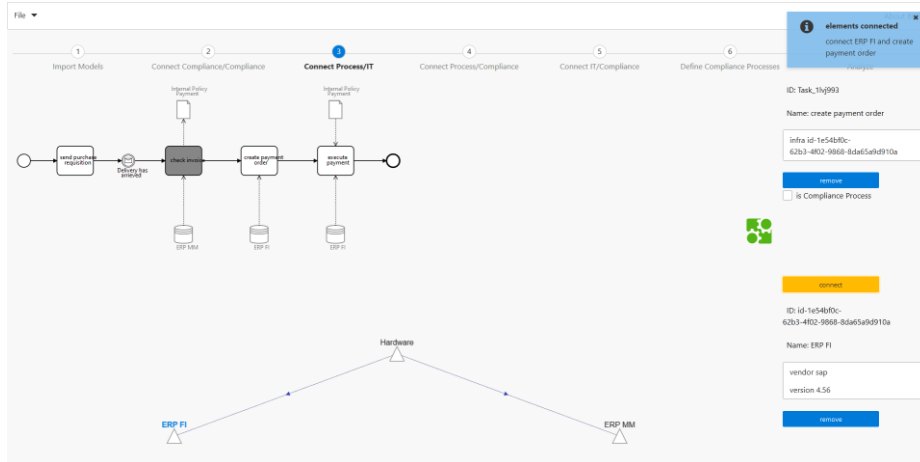 File
elements connected
connect ERP FI and create
payment order
1
2
3
4
5
6
Import Models
Connect Compliance/Compliance
Connect Process/IT
Connect Process/Compliance
Connect IT/Compliance
Define Compliance Processes
Internal Policy
Payment
Internal Policy
Payment
send purchase
requisition
Delivery has
arrieved
check invoice
create payment
order
execute
payment
ERP MM
ERP FI
ERP FI
ID: Task_1lvj993
Name: create payment order
infra id-1e54bf0c-
62b3-4f02-9868-8da65a9d910a
remove
is Compliance Process
connect
ID: id-1e54bf0c-
62b3-4f02-9868-8da65a9d910a
Name: ERP FI
vendor sap
version 4.56
remove
Hardware
ERP FI
ERP MM